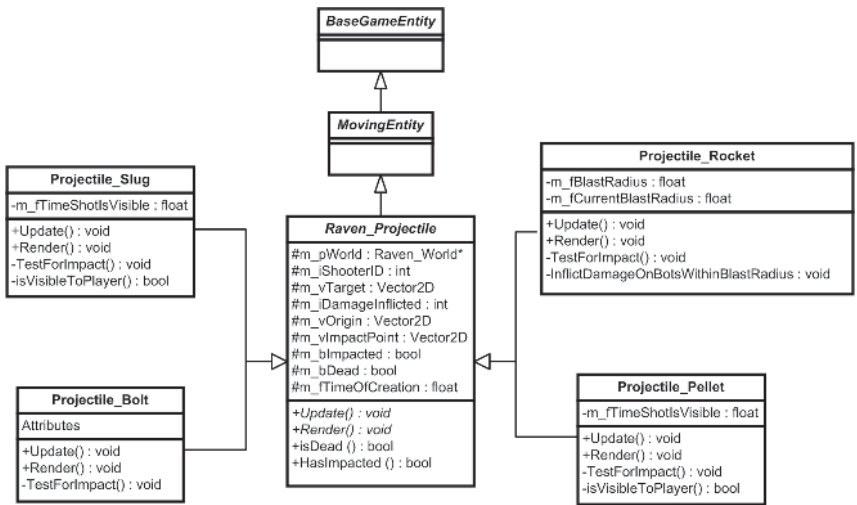 BaseGameEntity
MovingEntity
Projectile_Slug
-m_fTimeShotIsVisible : float
+Update() : void
+Render() : void
-TestForImpact() : void
-isVisibleToPlayer() : bool
Projectile_Bolt
Attributes
+Update() : void
+Render() : void
-TestForImpact() : void
Raven_Projectile
#m_pWorld : Raven_World*
#m_iShooterID : int
#m_vTarget : Vector2D
#m_iDamageInflicted : int
#m_vOrigin : Vector2D
#m_vImpactPoint : Vector2D
#m_bImpacted : bool
#m_bDead : bool
#m_fTimeOfCreation : float
+Update() : void
+Render() : void
+isDead () : bool
+HasImpacted () : bool
Projectile_Rocket
-m_fBlastRadius : float
-m_fCurrentBlastRadius : float
+Update() : void
+Render() : void
-TestForImpact() : void
-InflictDamageOnBotsWithinBlastRadius : void
Projectile_Pellet
-m_fTimeShotIsVisible : float
+Update() : void
+Render() : void
-TestForImpact() : void
-isVisibleToPlayer() : bool